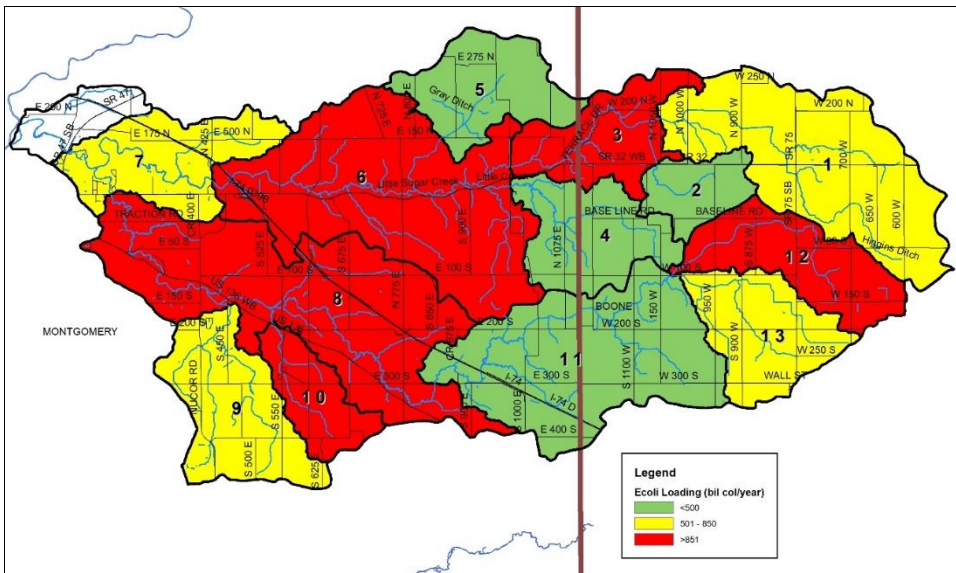 E 275 N
5
Gray Ditch
N 725 E
E 200 N
SR 47
E 175 N
N 425 E
E 500 N
E 150 N
W 200 N
3
SR 32 WB
N 1000 W
W 250 N
N 900 W
W 200 N
SR 75
1
700 W
SR 32
7
6
Little Sugar Creek
2
TRACTION RD
BASE LINE RD
BASELINE RD
650 W
600 W
E 50 S
S 525 E
E 100 S
S 675 E
E 100 S
N 1075 E
4
S 875 W
12
Higgins Ditch
E 150 S
8
N 775 E
S 850 E
BOONE
150 W
950 W
W 150 S
MONTGOMERY
E 200 S
S 450 E
E 200 S
W 200 S
S 900 W
13
W 250 S
NUCOR RD
E 300 S
E 300 S
11
S 1100 W
W 300 S
WALL ST
9
S 550 E
10
I-74
I-74 D
S 1000 E
E 400 S
S 500 E
S 625 E
Legend
Ecoli Loading (bil col/year)
<500
501 - 850
>851